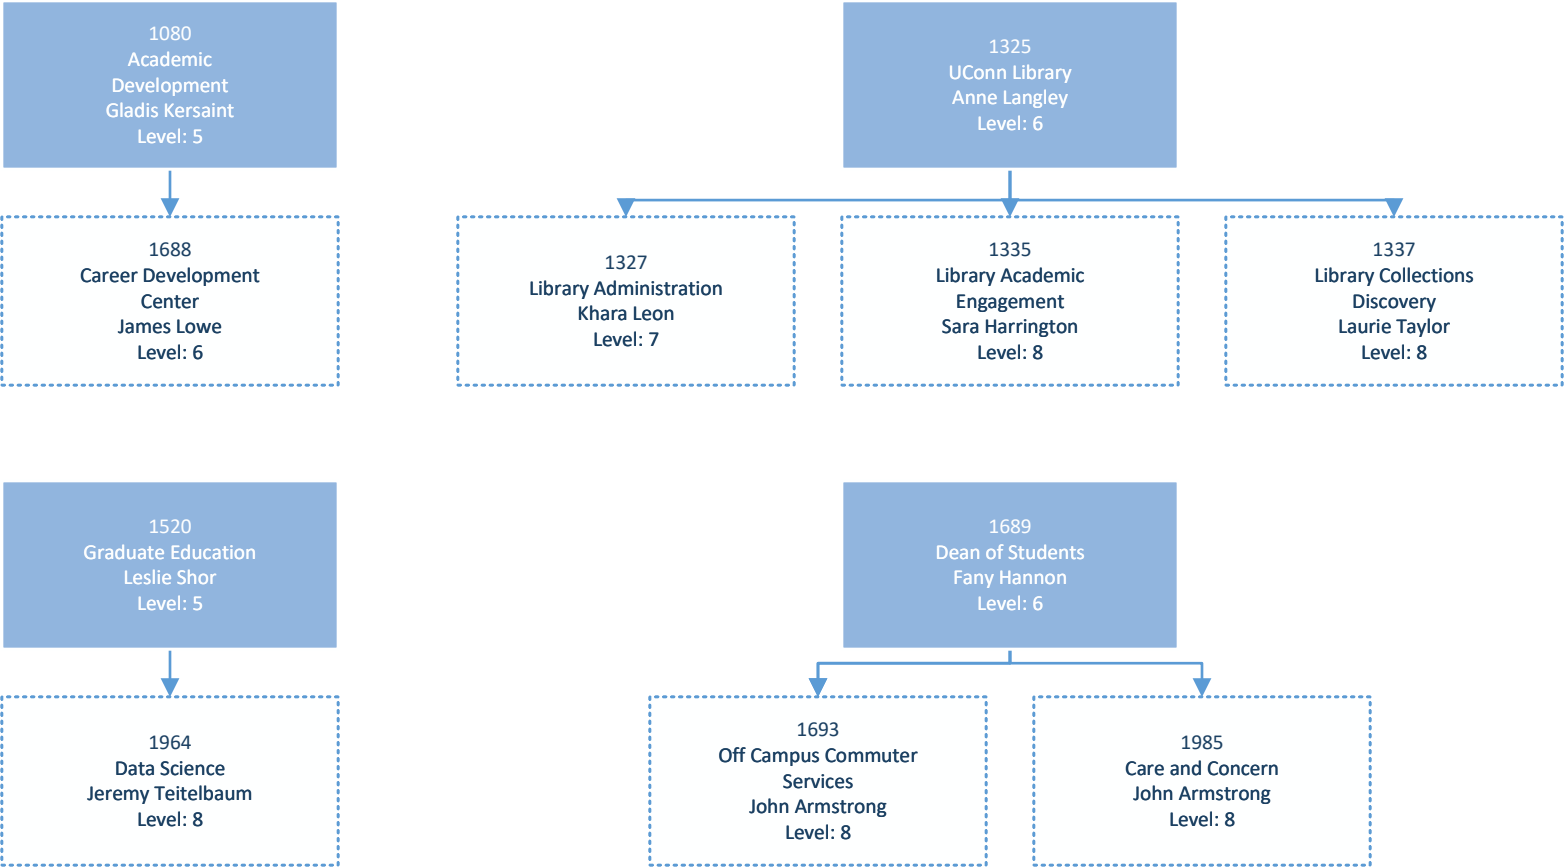 1080
Academic
Development
Gladis Kersaint
Level: 5
1325
UConn Library
Anne Langley
Level: 6
1688
Career Development
Center
James Lowe
Level: 6
1327
Library Administration
Khara Leon
Level: 7
1335
Library Academic
Engagement
Sara Harrington
Level: 8
1337
Library Collections
Discovery
Laurie Taylor
Level: 8
1520
Graduate Education
Leslie Shor
Level: 5
1689
Dean of Students
Fany Hannon
Level: 6
1964
Data Science
Jeremy Teitelbaum
Level: 8
1693
Off Campus Commuter
Services
John Armstrong
Level: 8
1985
Care and Concern
John Armstrong
Level: 8